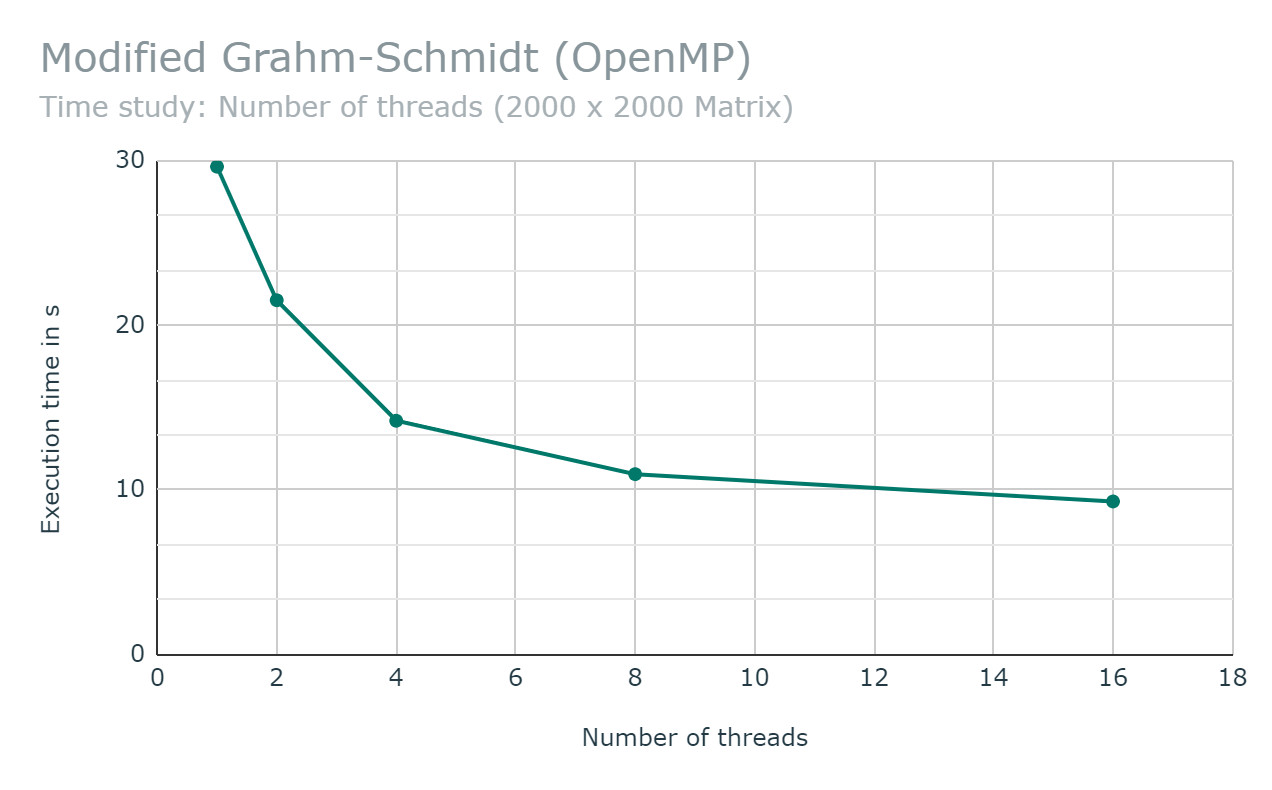 Modified Grahm-Schmidt (OpenMP)
Time study: Number of threads (2000 x 2000 Matrix)
30
20
10
0
Execution time in s
0 2 4 6 8 10 12 14 16 18
Number of threads